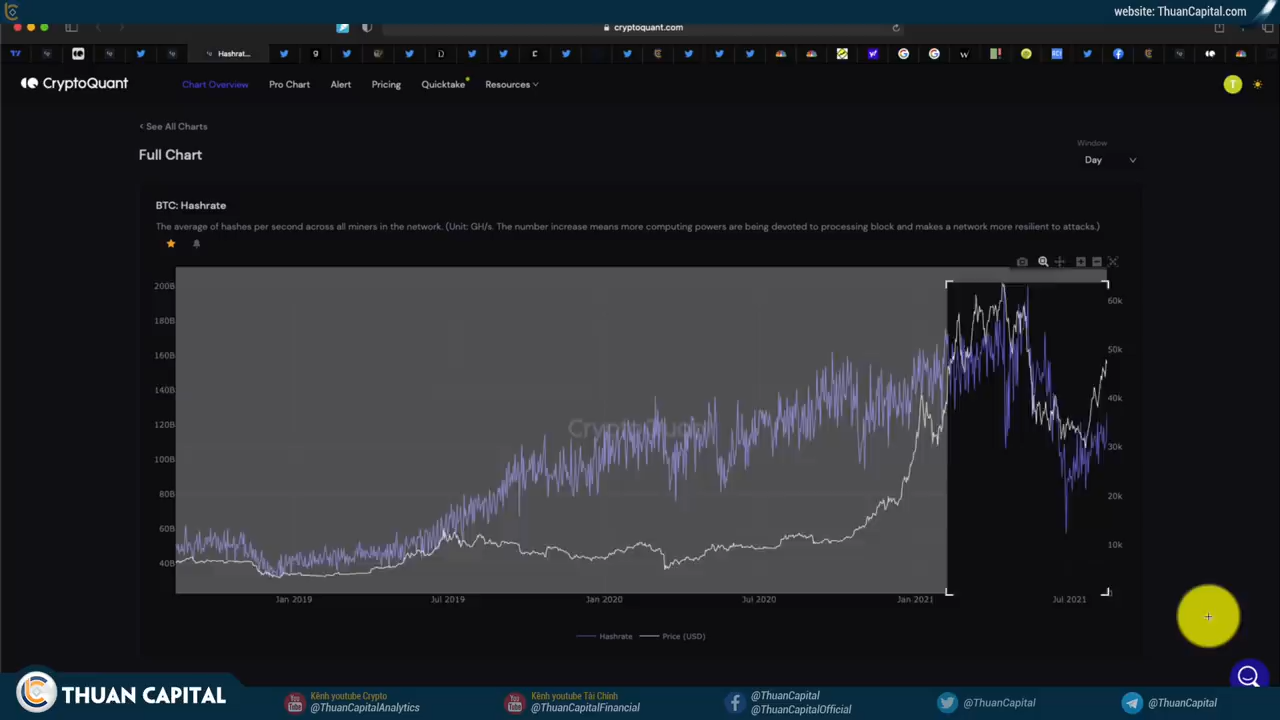 website: ThuanCapital.com
cryptoquant.com
Hashrat...
CryptoQuant
Chart Overview
Pro Chart
Alert
Pricing
Quicktake
Resources
T
< See All Charts
Full Chart
Window
Day
BTC: Hashrate
The average of hashes per second across all miners in the network. (Unit: GH/s. The number increase means more computing powers are being devoted to processing block and makes a network more resilient to attacks.)
200B
180B
160B
140B
120B
100B
80B
60B
40B
60k
50k
40k
30k
20k
10k
CryptoQuant
Jan 2019
Jul 2019
Jan 2020
Jul 2020
Jan 2021
Jul 2021
Hashrate
Price (USD)
THUAN CAPITAL
Kênh youtube Crypto
@ThuanCapitalAnalytics
Kênh youtube Tài Chính
@ThuanCapitalFinancial
@ThuanCapital
@ThuanCapitalOfficial
@ThuanCapital
@ThuanCapital